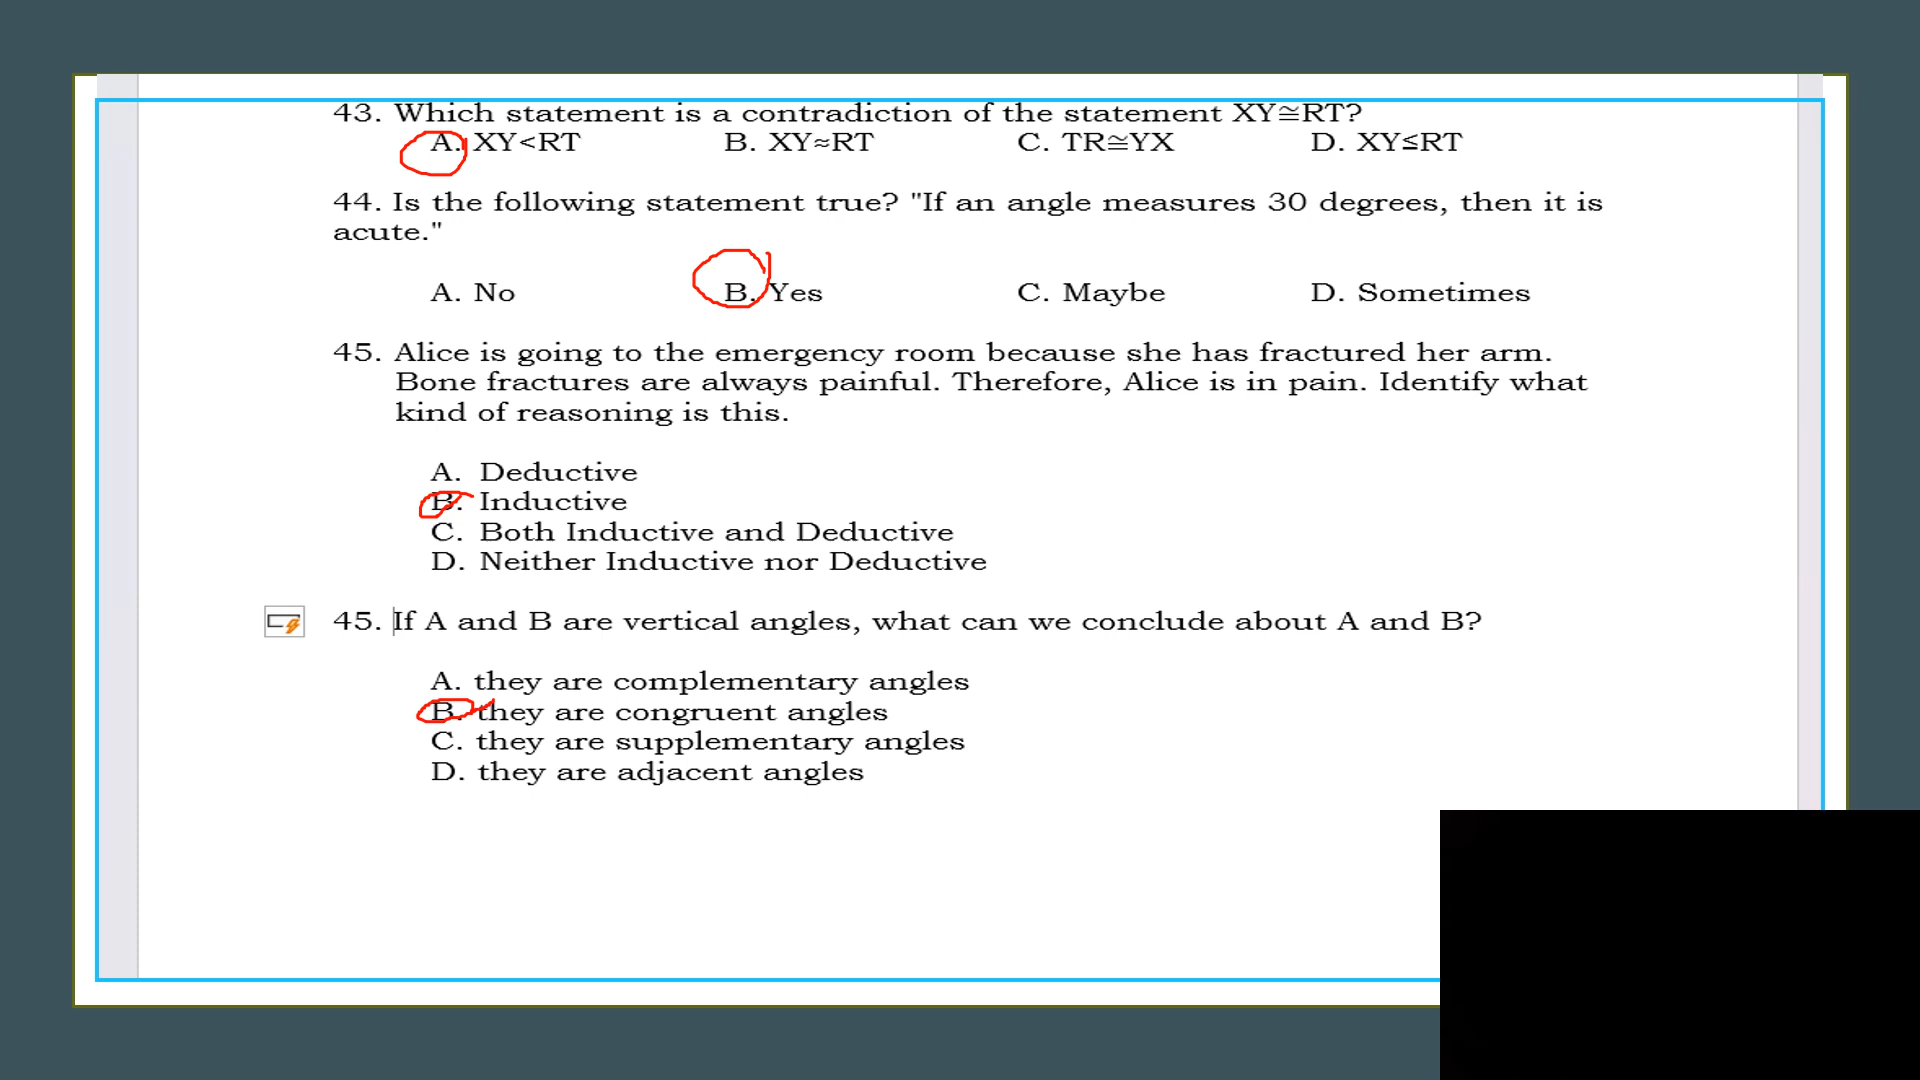 43. Which statement is a contradiction of the statement XY≅RT?
A. XY<RT B. XY≈RT C. TR≅YX D. XY≤RT
44. Is the following statement true? "If an angle measures 30 degrees, then it is
acute."
A. No B. Yes C. Maybe D. Sometimes
45. Alice is going to the emergency room because she has fractured her arm.
Bone fractures are always painful. Therefore, Alice is in pain. Identify what
kind of reasoning is this.
A. Deductive
B. Inductive
C. Both Inductive and Deductive
D. Neither Inductive nor Deductive
45. If A and B are vertical angles, what can we conclude about A and B?
A. they are complementary angles
B. they are congruent angles
C. they are supplementary angles
D. they are adjacent angles